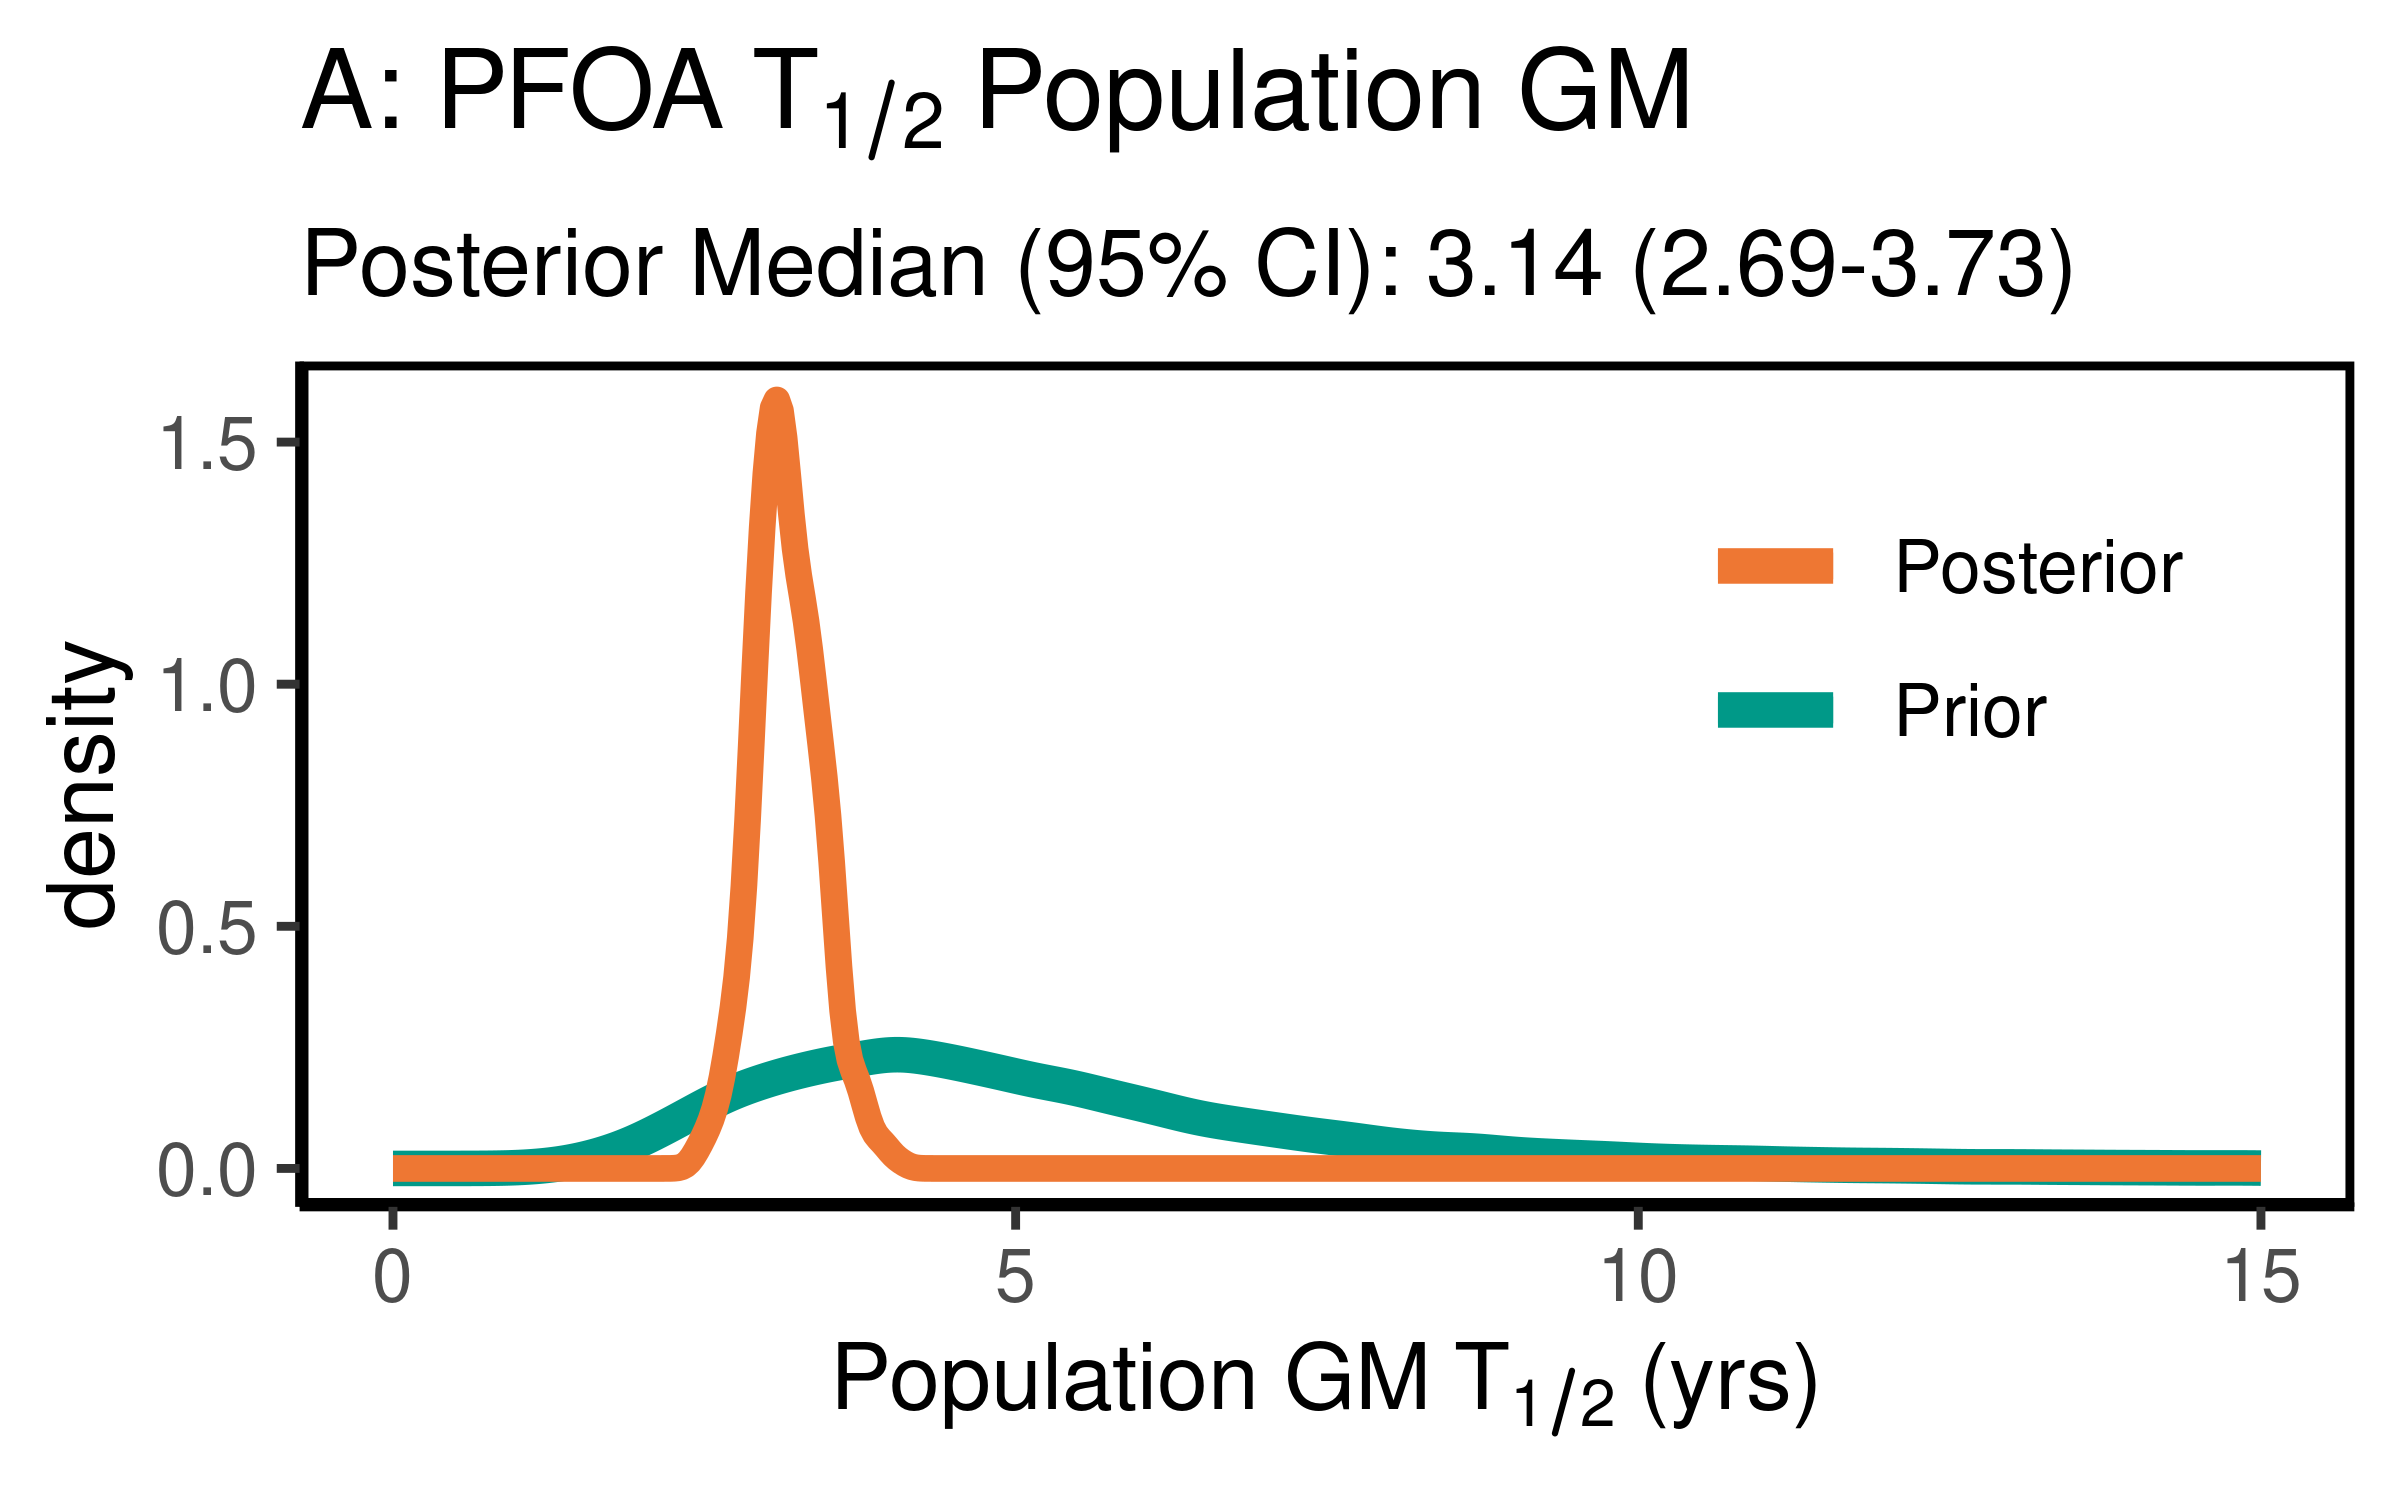 A: PFOA T1/2 Population GM
Posterior Median (95% CI): 3.14 (2.69-3.73)
density
1.5
1.0
0.5
0.0
Posterior
Prior
0 5 10 15
Population GM T1/2 (yrs)